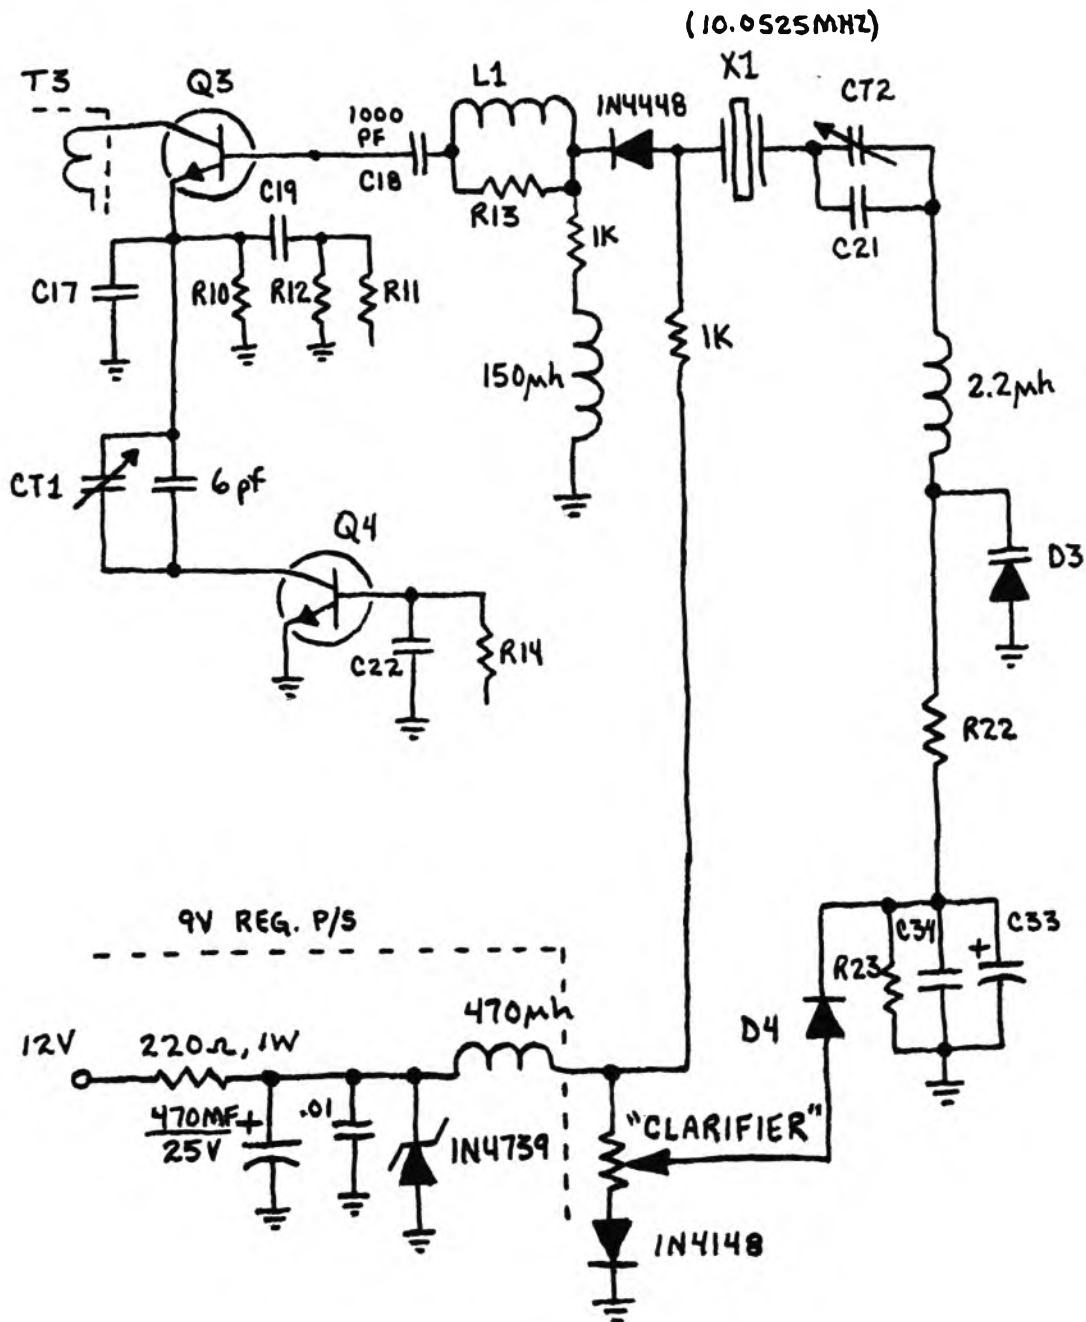 (10.0525MHZ)
T3
Q3
L1
X1
CT2
1000
PF
C18
1N4448
R13
C19
1K
C21
C17
R10
R12
R11
1K
150µh
2.2µh
CT1
6pf
Q4
D3
C22
R14
R22
9V REG. P/S
C34
C33
+
R23
470µh
D4
12V
220Ω, 1W
470MF
25V
+
.01
1N4739
"CLARIFIER"
1N4148